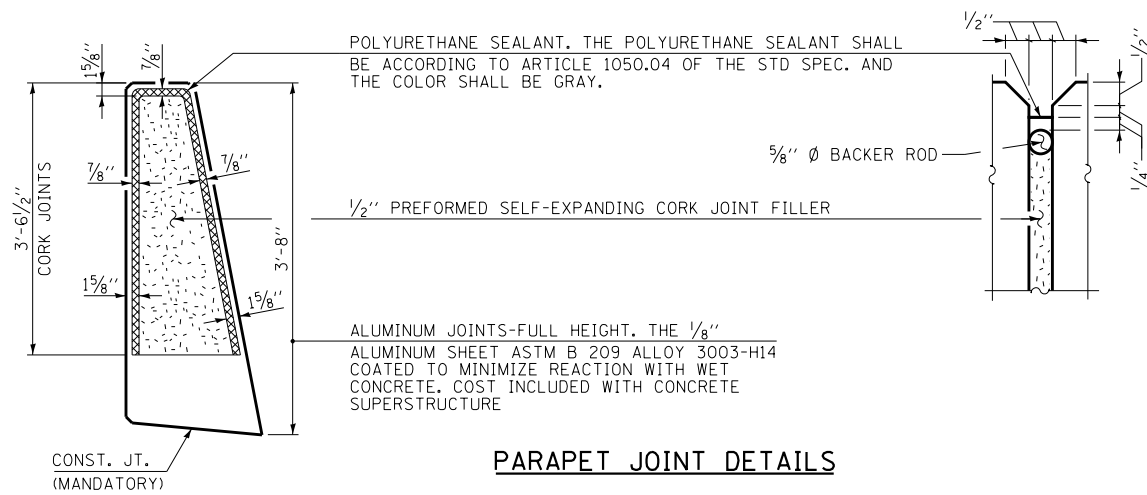 1⅝''
⅞''
POLYURETHANE SEALANT. THE POLYURETHANE SEALANT SHALL
BE ACCORDING TO ARTICLE 1050.04 OF THE STD SPEC. AND
THE COLOR SHALL BE GRAY.
½''
½''
⅝'' Ø BACKER ROD
¼''
⅞''
⅞''
3'-6½''
CORK JOINTS
½'' PREFORMED SELF-EXPANDING CORK JOINT FILLER
3'-8''
1⅝''
1⅝''
ALUMINUM JOINTS-FULL HEIGHT. THE ⅛''
ALUMINUM SHEET ASTM B 209 ALLOY 3003-H14
COATED TO MINIMIZE REACTION WITH WET
CONCRETE. COST INCLUDED WITH CONCRETE
SUPERSTRUCTURE
CONST. JT.
(MANDATORY)
PARAPET JOINT DETAILS